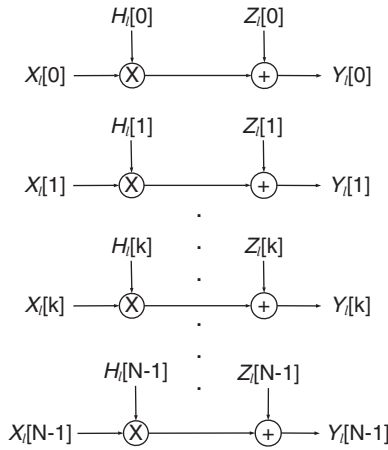 H_l[0] Z_l[0]
X_l[0] X + Y_l[0]
H_l[1] Z_l[1]
X_l[1] X + Y_l[1]
H_l[k] Z_l[k]
X_l[k] X + Y_l[k]
H_l[N-1] Z_l[N-1]
X_l[N-1] X + Y_l[N-1]